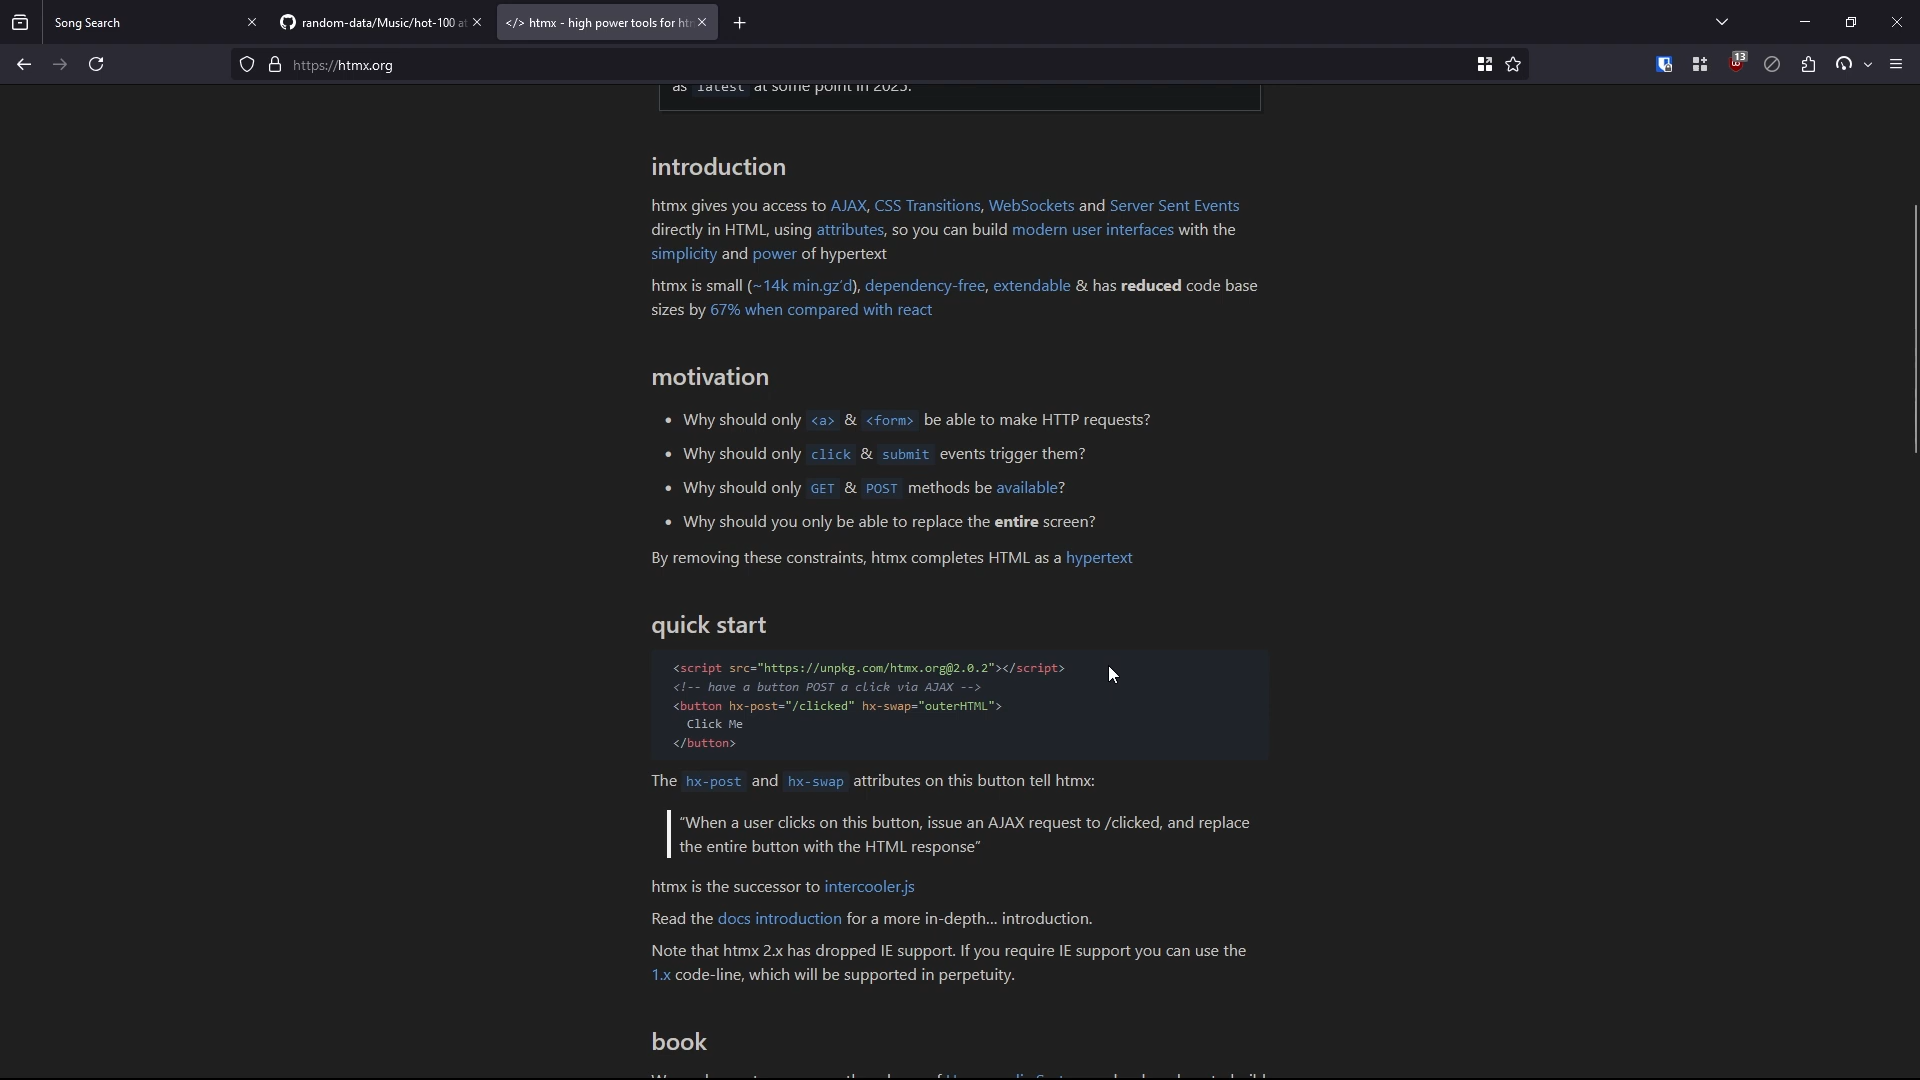 Song Search
random-data/Music/hot-100 at
</> htmx - high power tools for htm
https://htmx.org
13
as latest at some point in 2025.
introduction
htmx gives you access to AJAX, CSS Transitions, WebSockets and Server Sent Events
directly in HTML, using attributes, so you can build modern user interfaces with the
simplicity and power of hypertext
htmx is small (~14k min.gz'd), dependency-free, extendable & has reduced code base
sizes by 67% when compared with react
motivation
• Why should only <a> & <form> be able to make HTTP requests?
• Why should only click & submit events trigger them?
• Why should only GET & POST methods be available?
• Why should you only be able to replace the entire screen?
By removing these constraints, htmx completes HTML as a hypertext
quick start
<script src="https://unpkg.com/htmx.org@2.0.2"></script>
<!-- have a button POST a click via AJAX -->
<button hx-post="/clicked" hx-swap="outerHTML">
Click Me
</button>
The hx-post and hx-swap attributes on this button tell htmx:
“When a user clicks on this button, issue an AJAX request to /clicked, and replace
the entire button with the HTML response”
htmx is the successor to intercooler.js
Read the docs introduction for a more in-depth... introduction.
Note that htmx 2.x has dropped IE support. If you require IE support you can use the
1.x code-line, which will be supported in perpetuity.
book